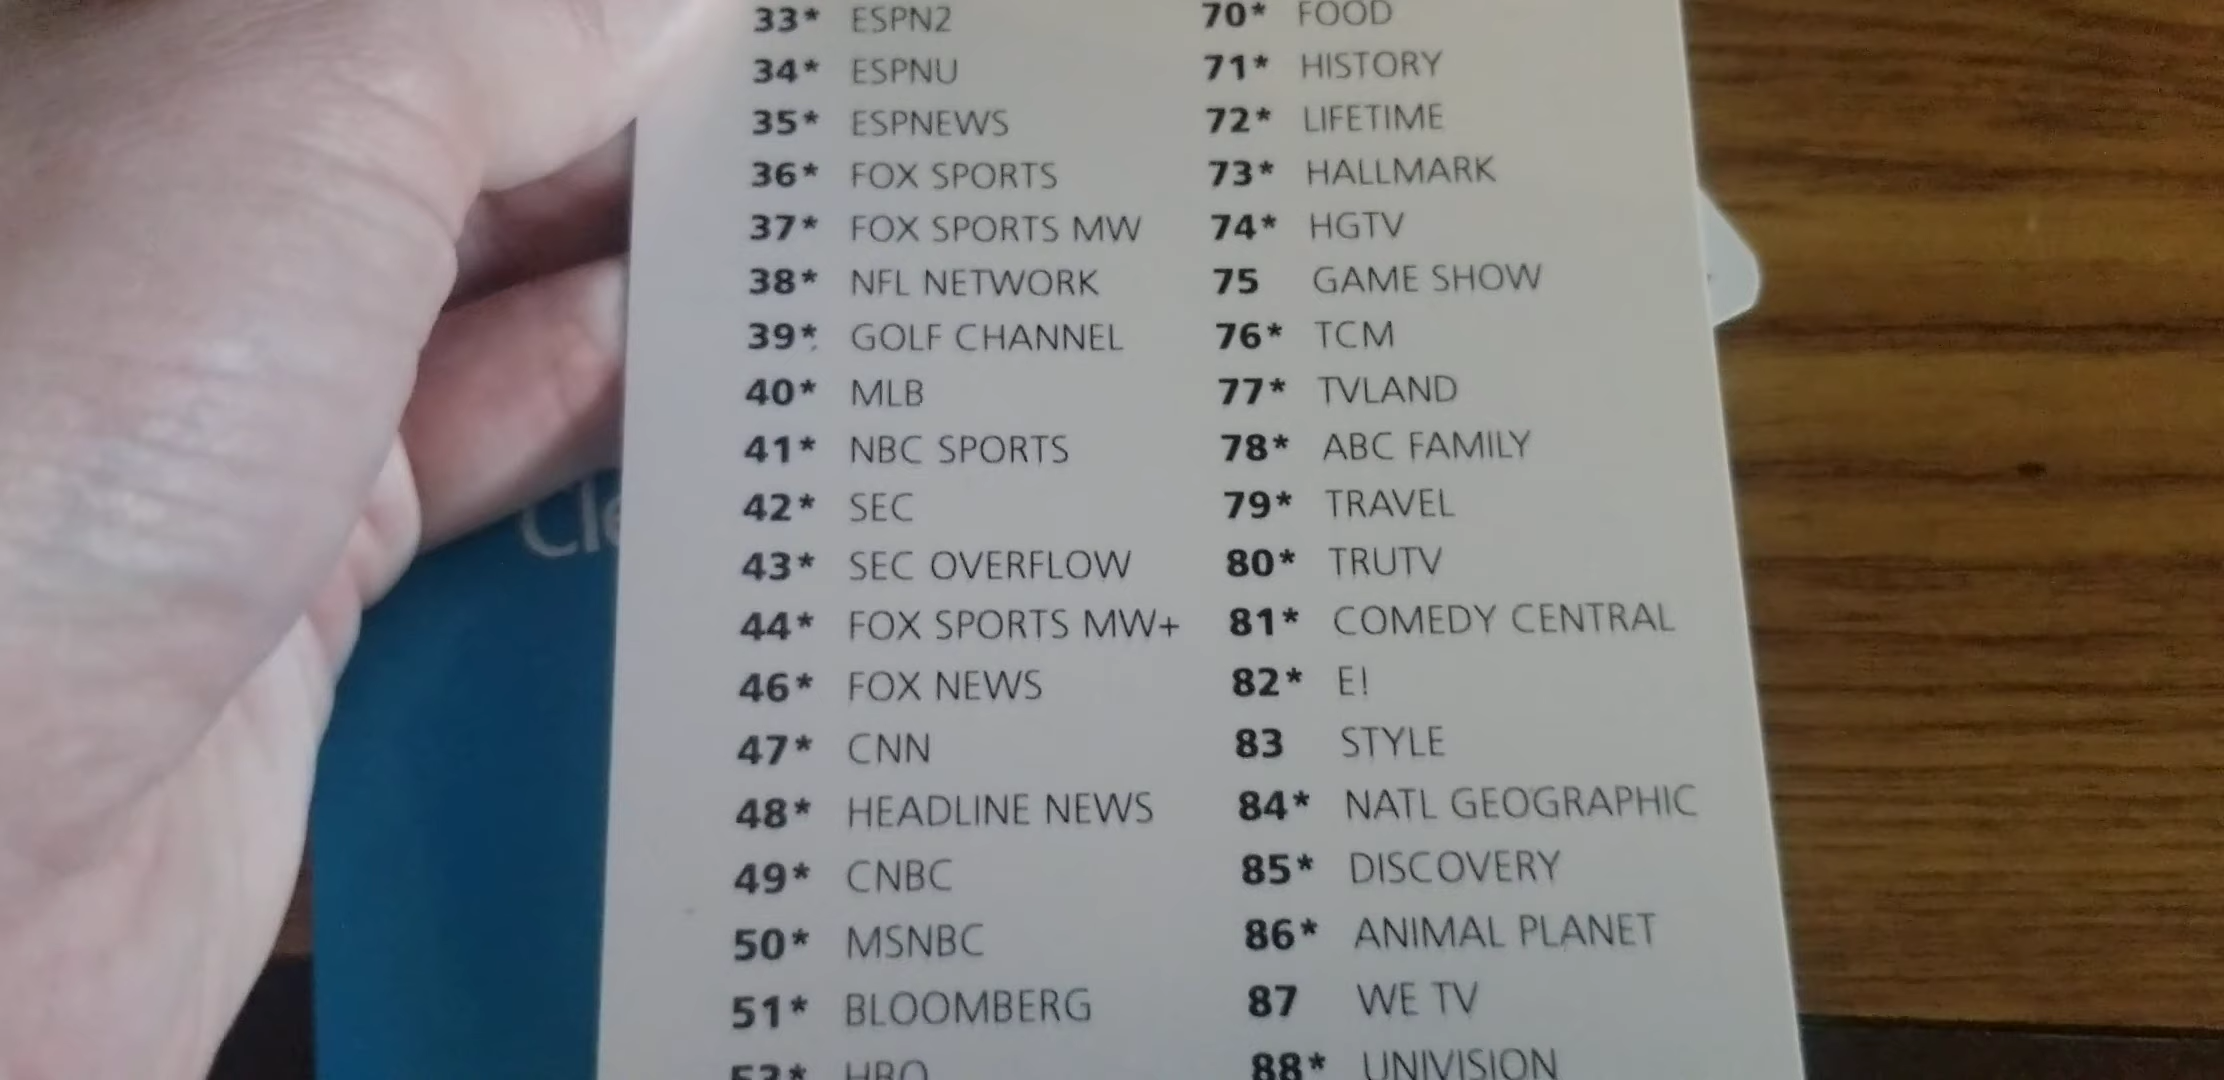 33* ESPN2
34* ESPNU
35* ESPNEWS
36* FOX SPORTS
37* FOX SPORTS MW
38* NFL NETWORK
39* GOLF CHANNEL
40* MLB
41* NBC SPORTS
42* SEC
43* SEC OVERFLOW
44* FOX SPORTS MW+
46* FOX NEWS
47* CNN
48* HEADLINE NEWS
49* CNBC
50* MSNBC
51* BLOOMBERG
HBO
70* FOOD
71* HISTORY
72* LIFETIME
73* HALLMARK
74* HGTV
75 GAME SHOW
76* TCM
77* TVLAND
78* ABC FAMILY
79* TRAVEL
80* TRUTV
81* COMEDY CENTRAL
82* E!
83 STYLE
84* NATL GEOGRAPHIC
85* DISCOVERY
86* ANIMAL PLANET
87 WE TV
88* UNIVISION